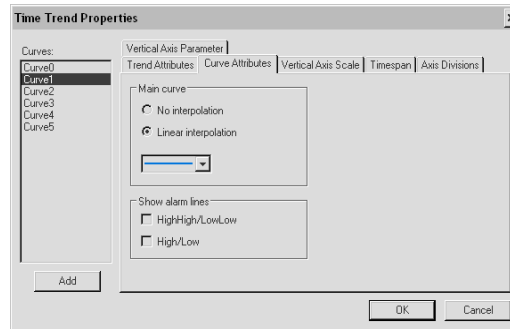 Time Trend Properties
Curves:
Curve0
Curve1
Curve2
Curve3
Curve4
Curve5
Add
Vertical Axis Parameter
Trend Attributes
Curve Attributes
Vertical Axis Scale
Timespan
Axis Divisions
Main curve
No interpolation
Linear interpolation
Show alarm lines
HighHigh/LowLow
High/Low
OK
Cancel